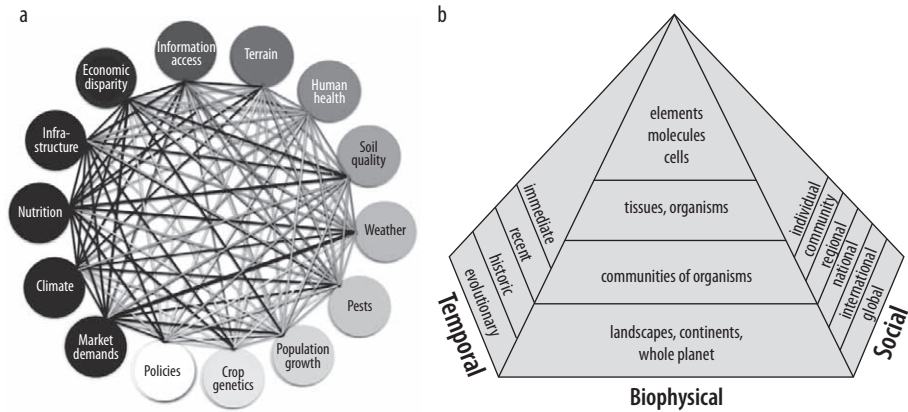 a
Information
access
Terrain
Human
health
Soil
quality
Weather
Pests
Population
growth
Crop
genetics
Policies
Market
demands
Climate
Nutrition
Infra-
structure
Economic
disparity
b
elements
molecules
cells
tissues, organisms
communities of organisms
landscapes, continents,
whole planet
immediate
recent
historic
evolutionary
Temporal
individual
community
regional
national
international
global
Social
Biophysical